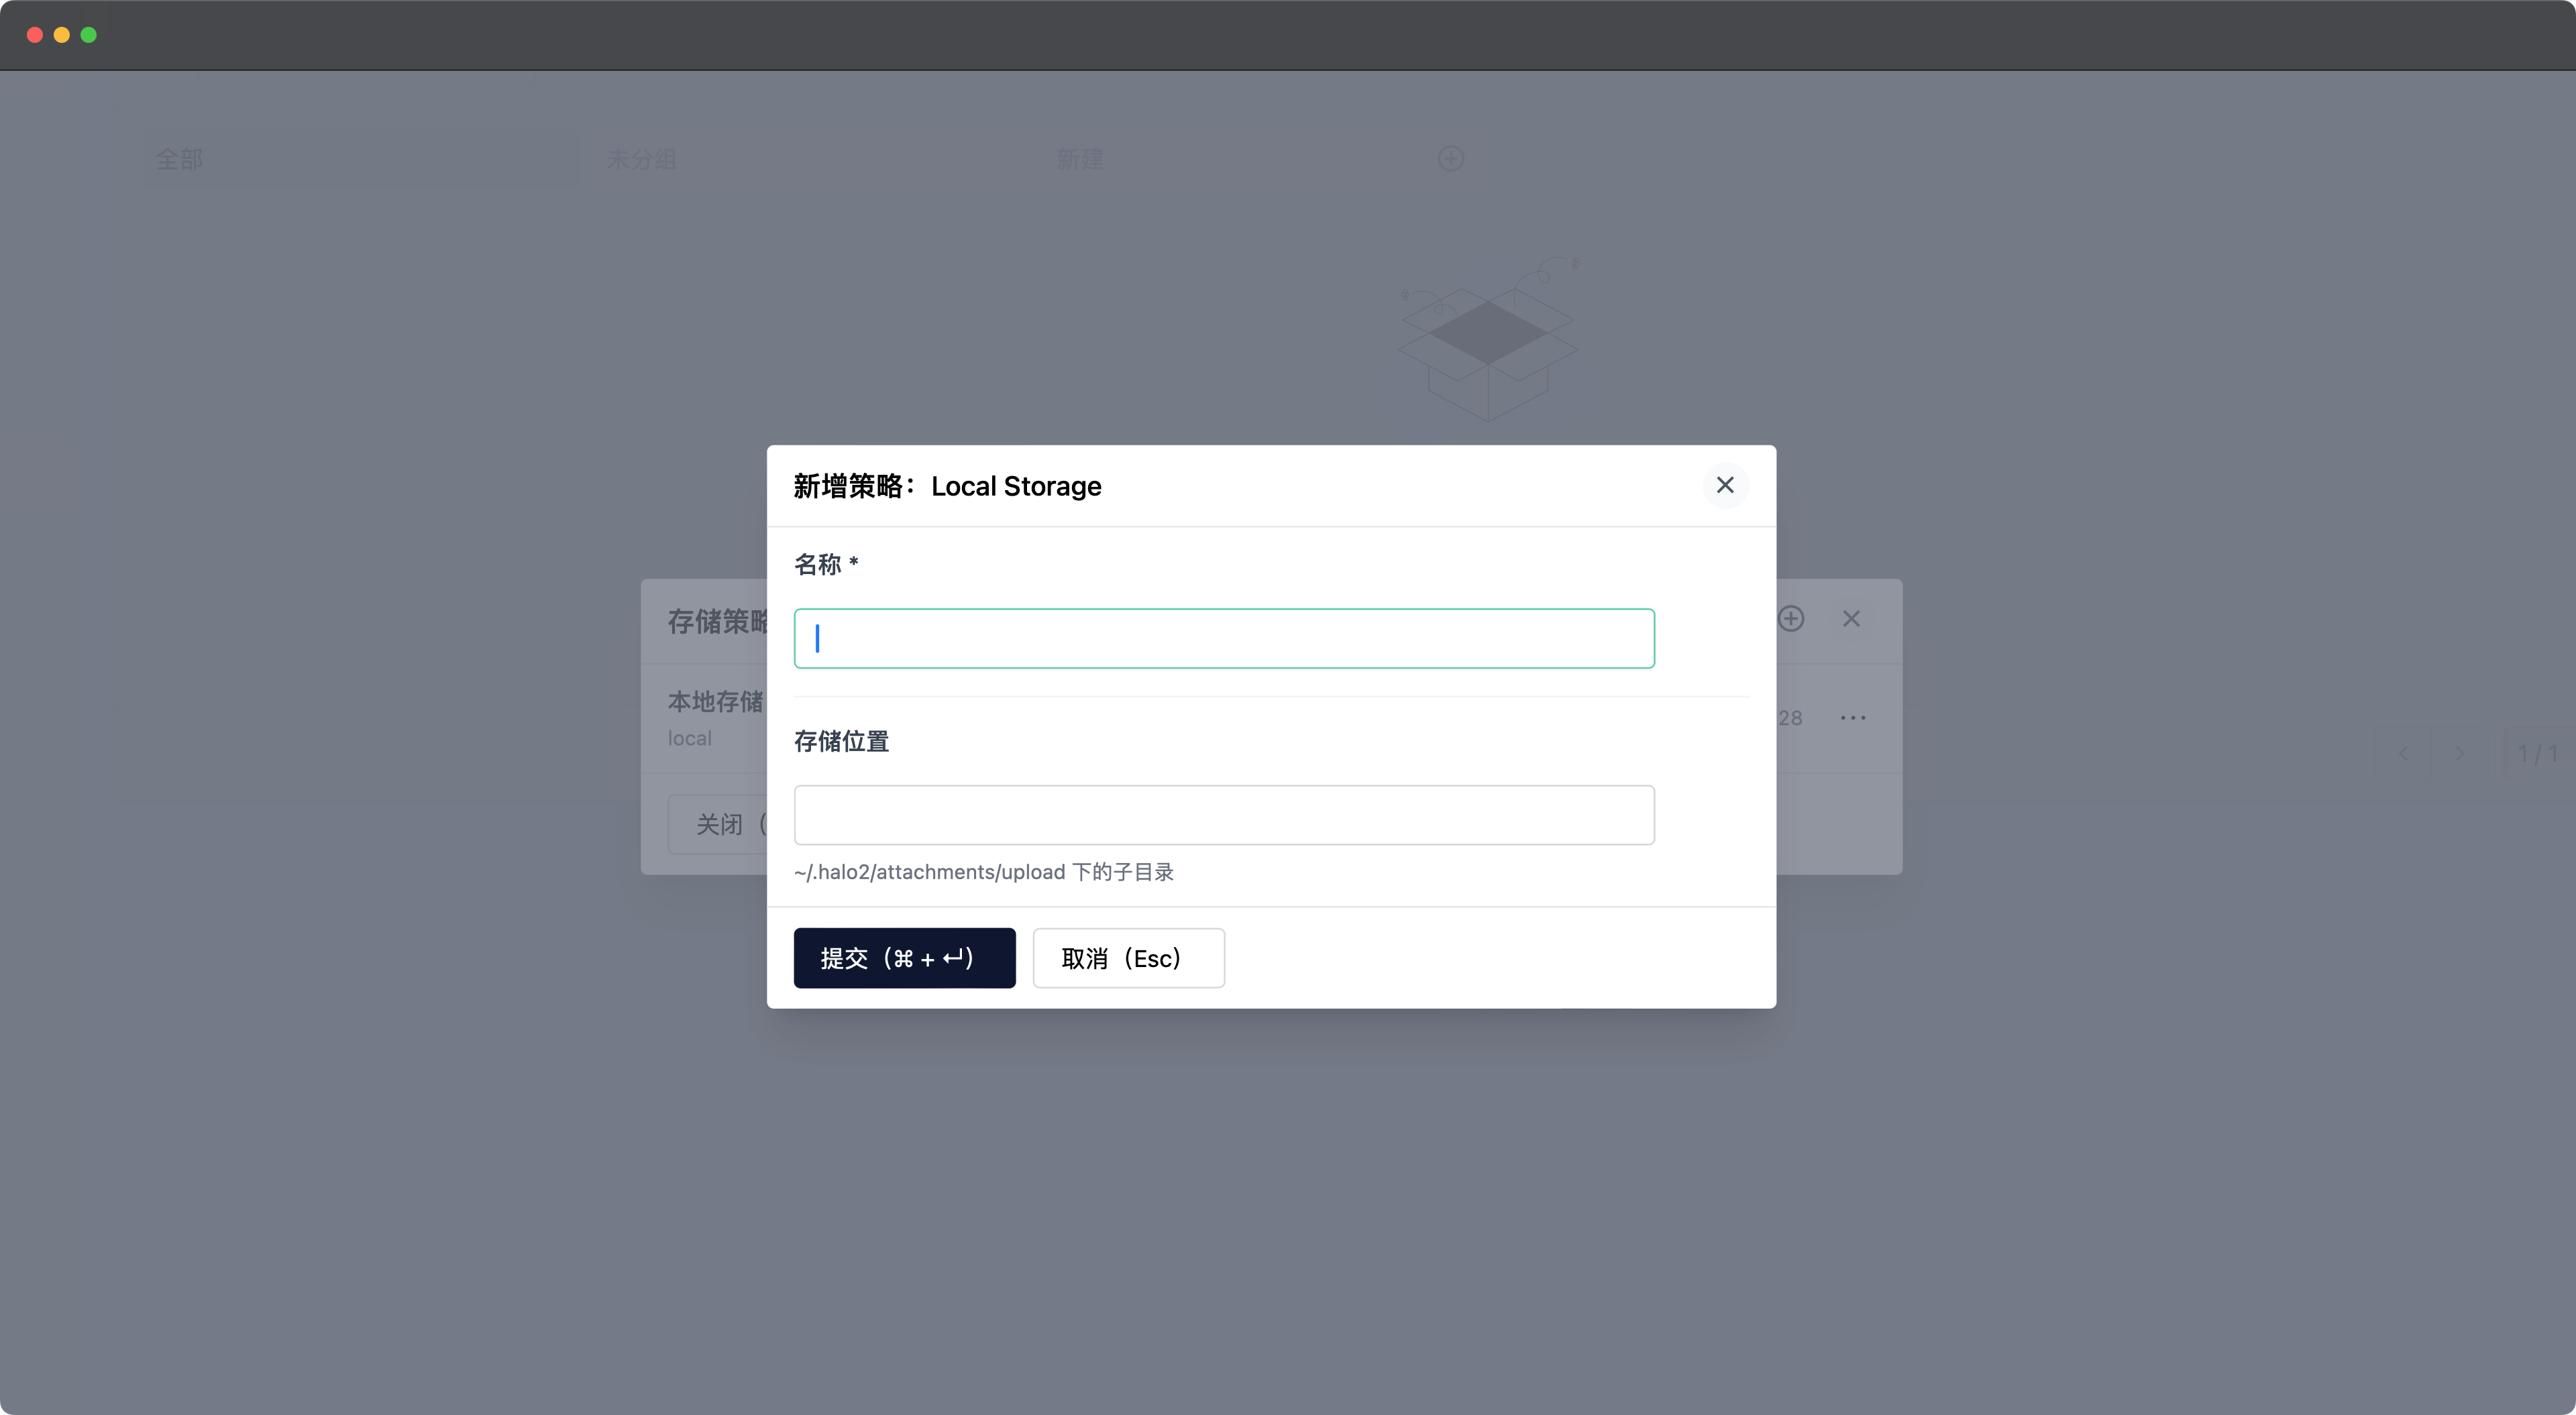 全部
未分组
新建
新增策略：Local Storage
名称 *
存储策略
本地存储
local
28
存储位置
1 / 1
关闭（
~/.halo2/attachments/upload 下的子目录
提交（⌘ + ↵）
取消（Esc）